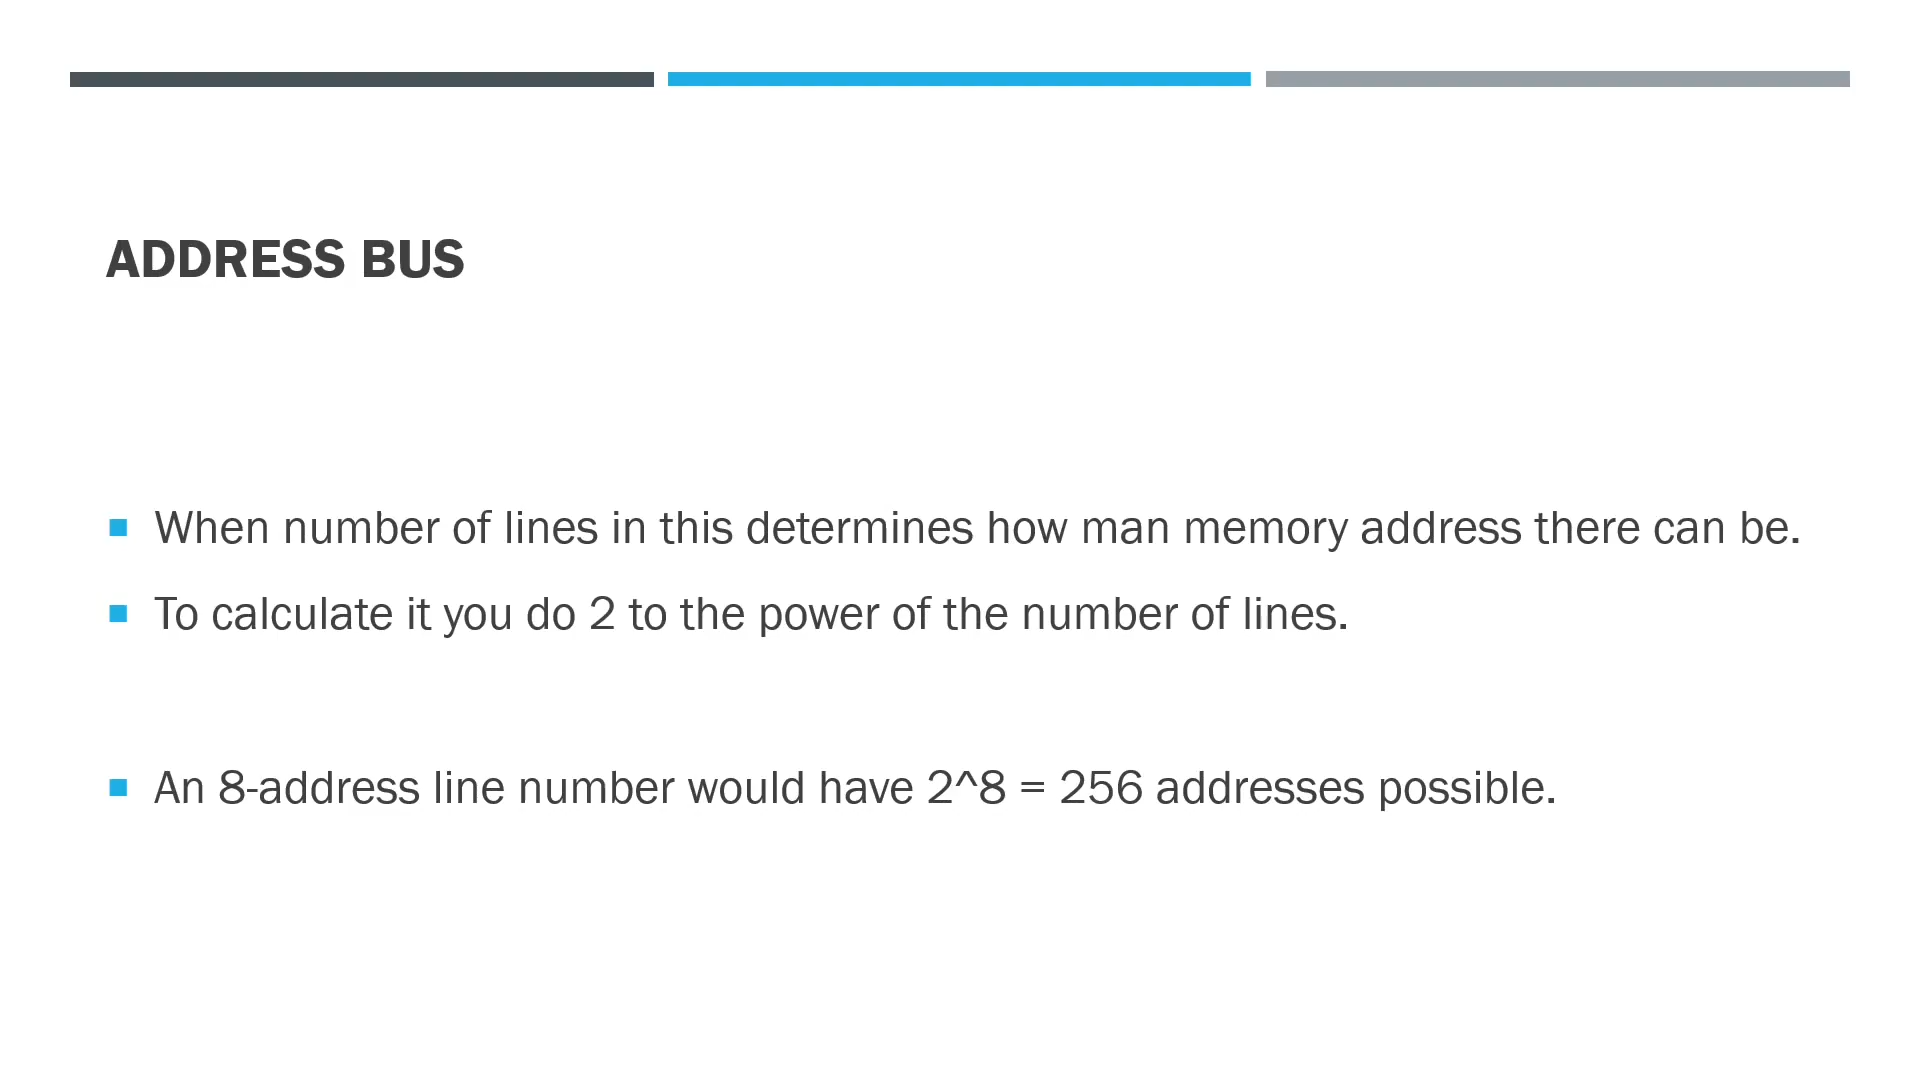 ADDRESS BUS
When number of lines in this determines how man memory address there can be.
To calculate it you do 2 to the power of the number of lines.
An 8-address line number would have 2^8 = 256 addresses possible.